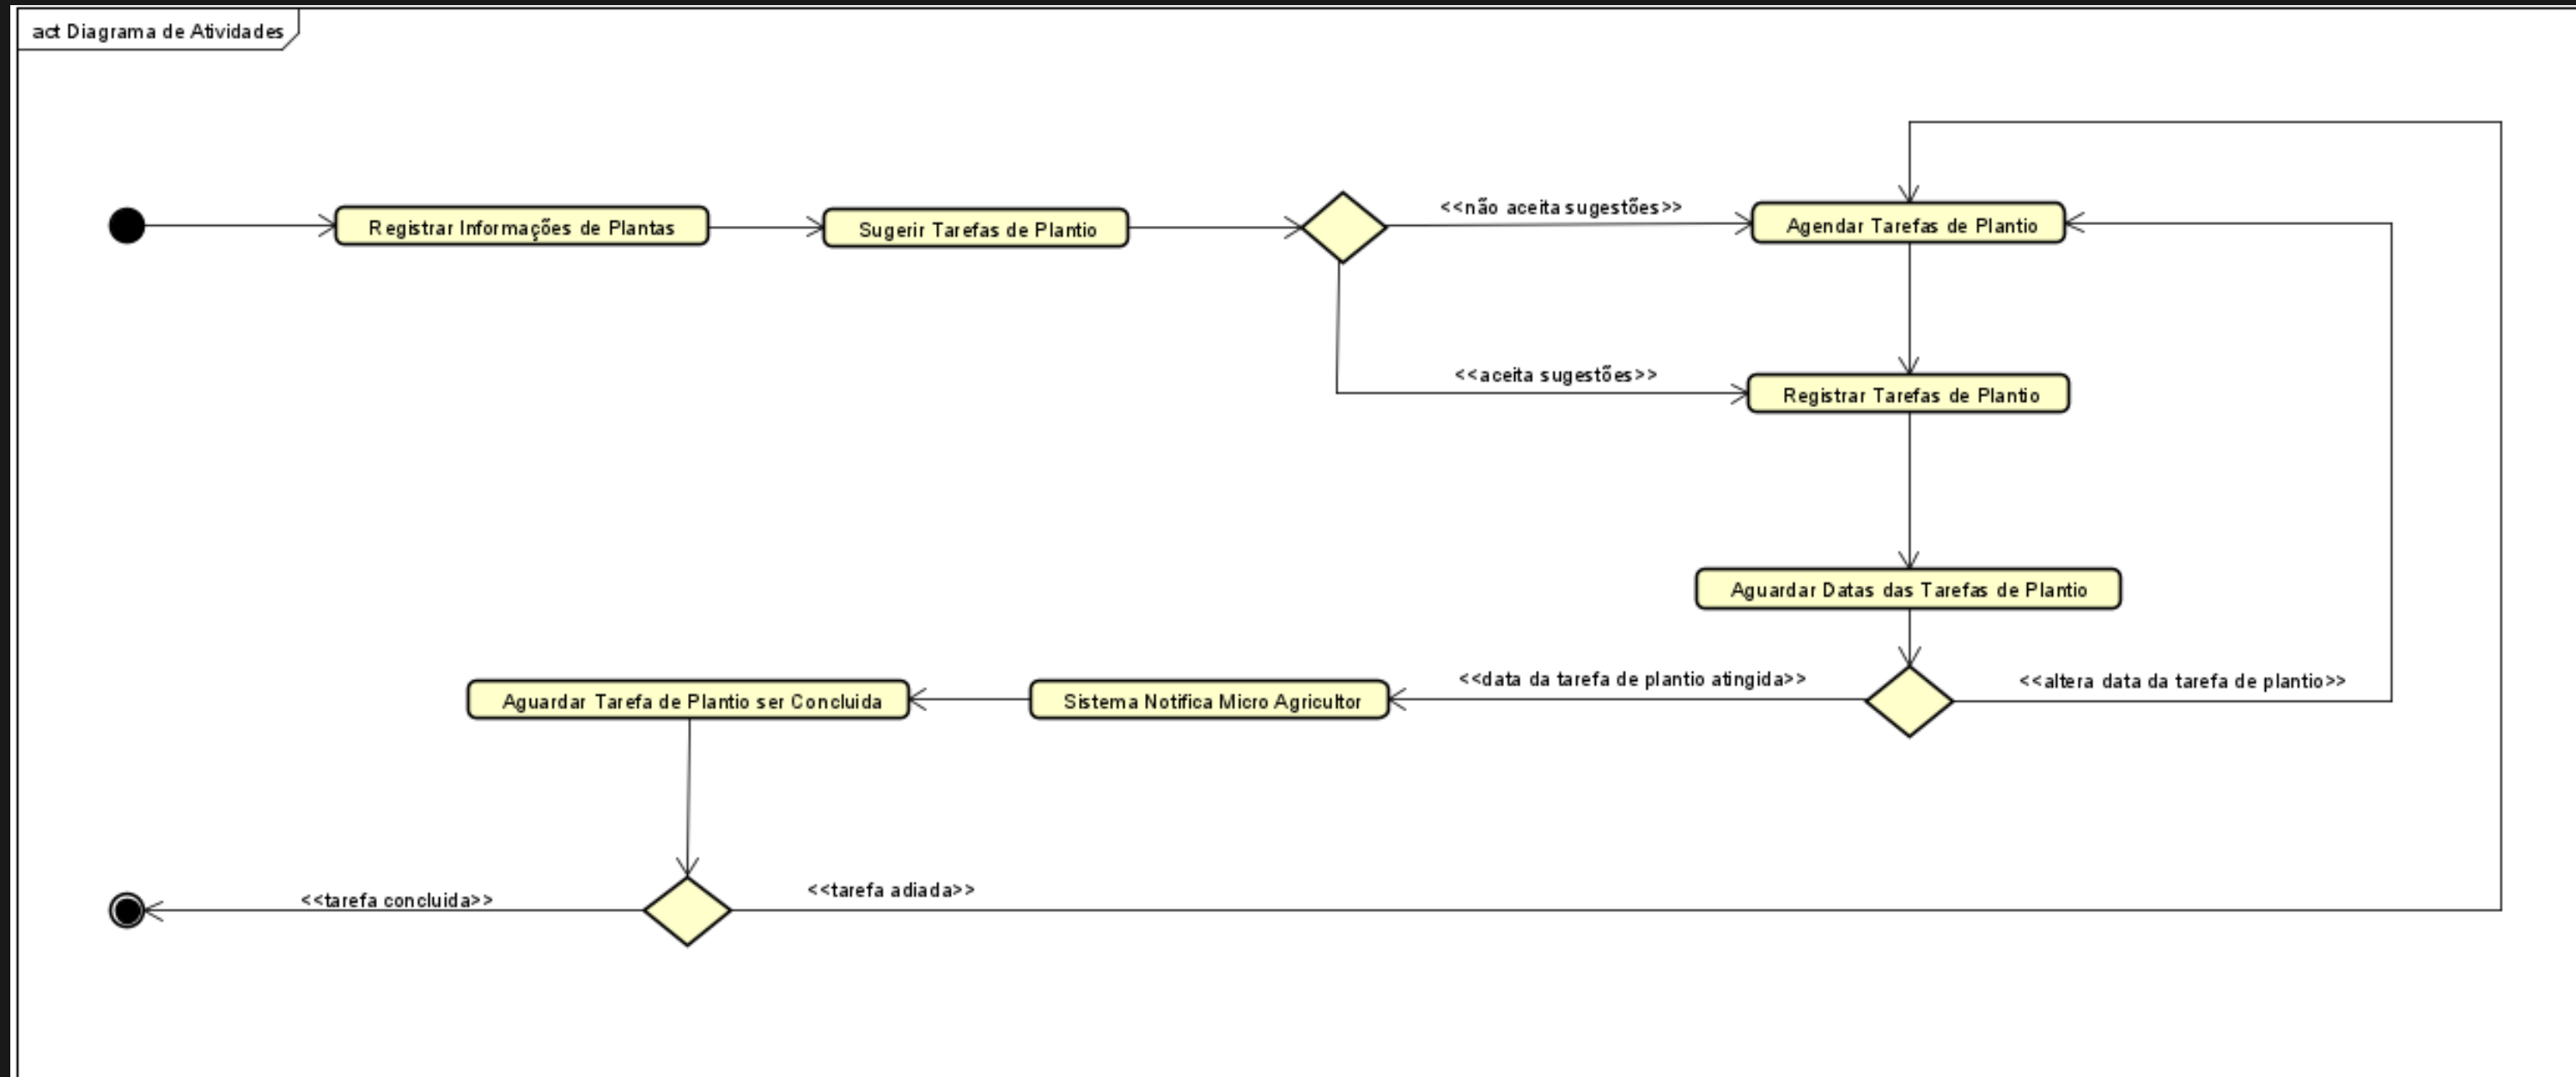 act Diagrama de Atividades
Registrar Informações de Plantas
Sugerir Tarefas de Plantio
<<não aceita sugestões>>
Agendar Tarefas de Plantio
<<aceita sugestões>>
Registrar Tarefas de Plantio
Aguardar Datas das Tarefas de Plantio
<<altera data da tarefa de plantio>>
<<data da tarefa de plantio atingida>>
Sistema Notifica Micro Agricultor
Aguardar Tarefa de Plantio ser Concluida
<<tarefa concluida>>
<<tarefa adiada>>